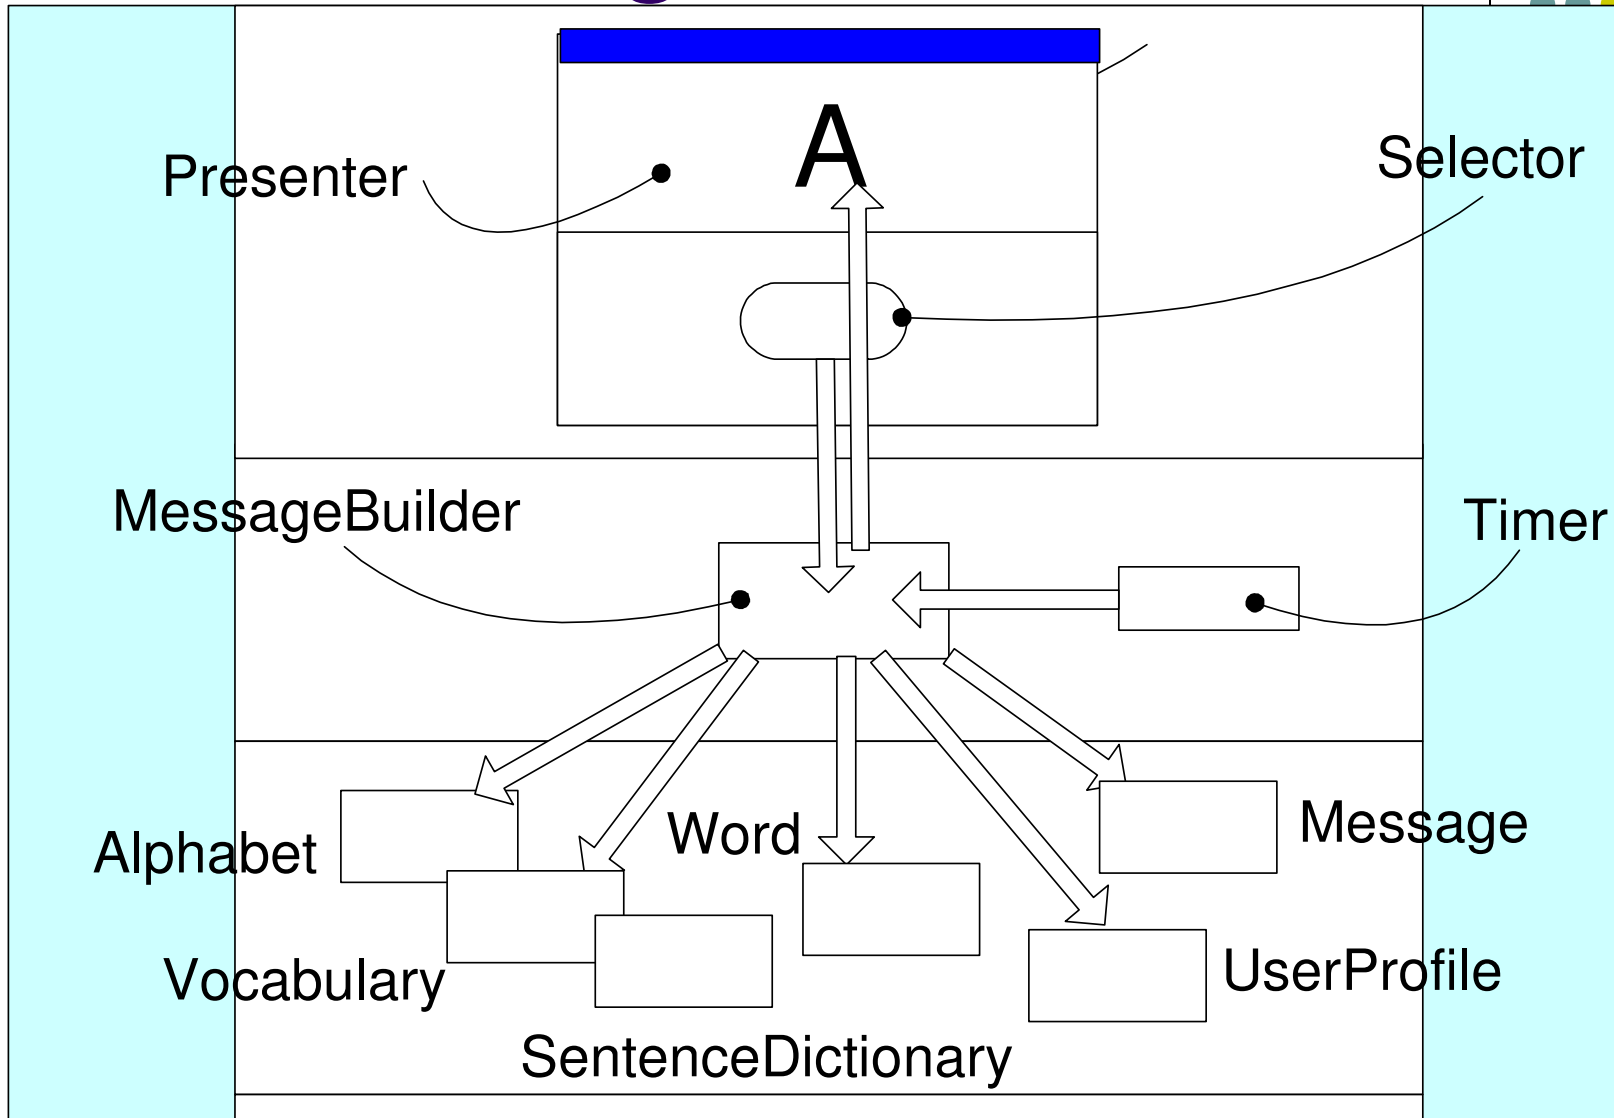 A
Presenter
Selector
MessageBuilder
Timer
Word
Message
Alphabet
Vocabulary
UserProfile
SentenceDictionary